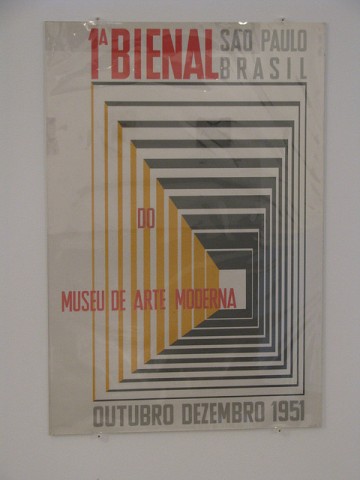 1ª BIENAL SÃO PAULO
BRASIL
DO
MUSEU DE ARTE MODERNA
OUTUBRO DEZEMBRO 1951